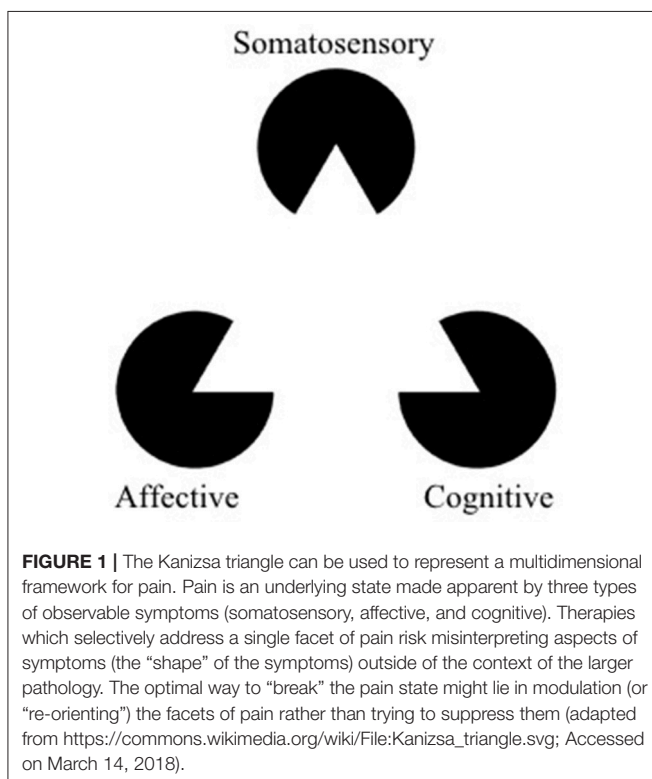 Somatosensory
Affective
Cognitive
FIGURE 1 | The Kanizsa triangle can be used to represent a multidimensional
framework for pain. Pain is an underlying state made apparent by three types
of observable symptoms (somatosensory, affective, and cognitive). Therapies
which selectively address a single facet of pain risk misinterpreting aspects of
symptoms (the “shape” of the symptoms) outside of the context of the larger
pathology. The optimal way to “break” the pain state might lie in modulation (or
“re-orienting”) the facets of pain rather than trying to suppress them (adapted
from https://commons.wikimedia.org/wiki/File:Kanizsa_triangle.svg; Accessed
on March 14, 2018).